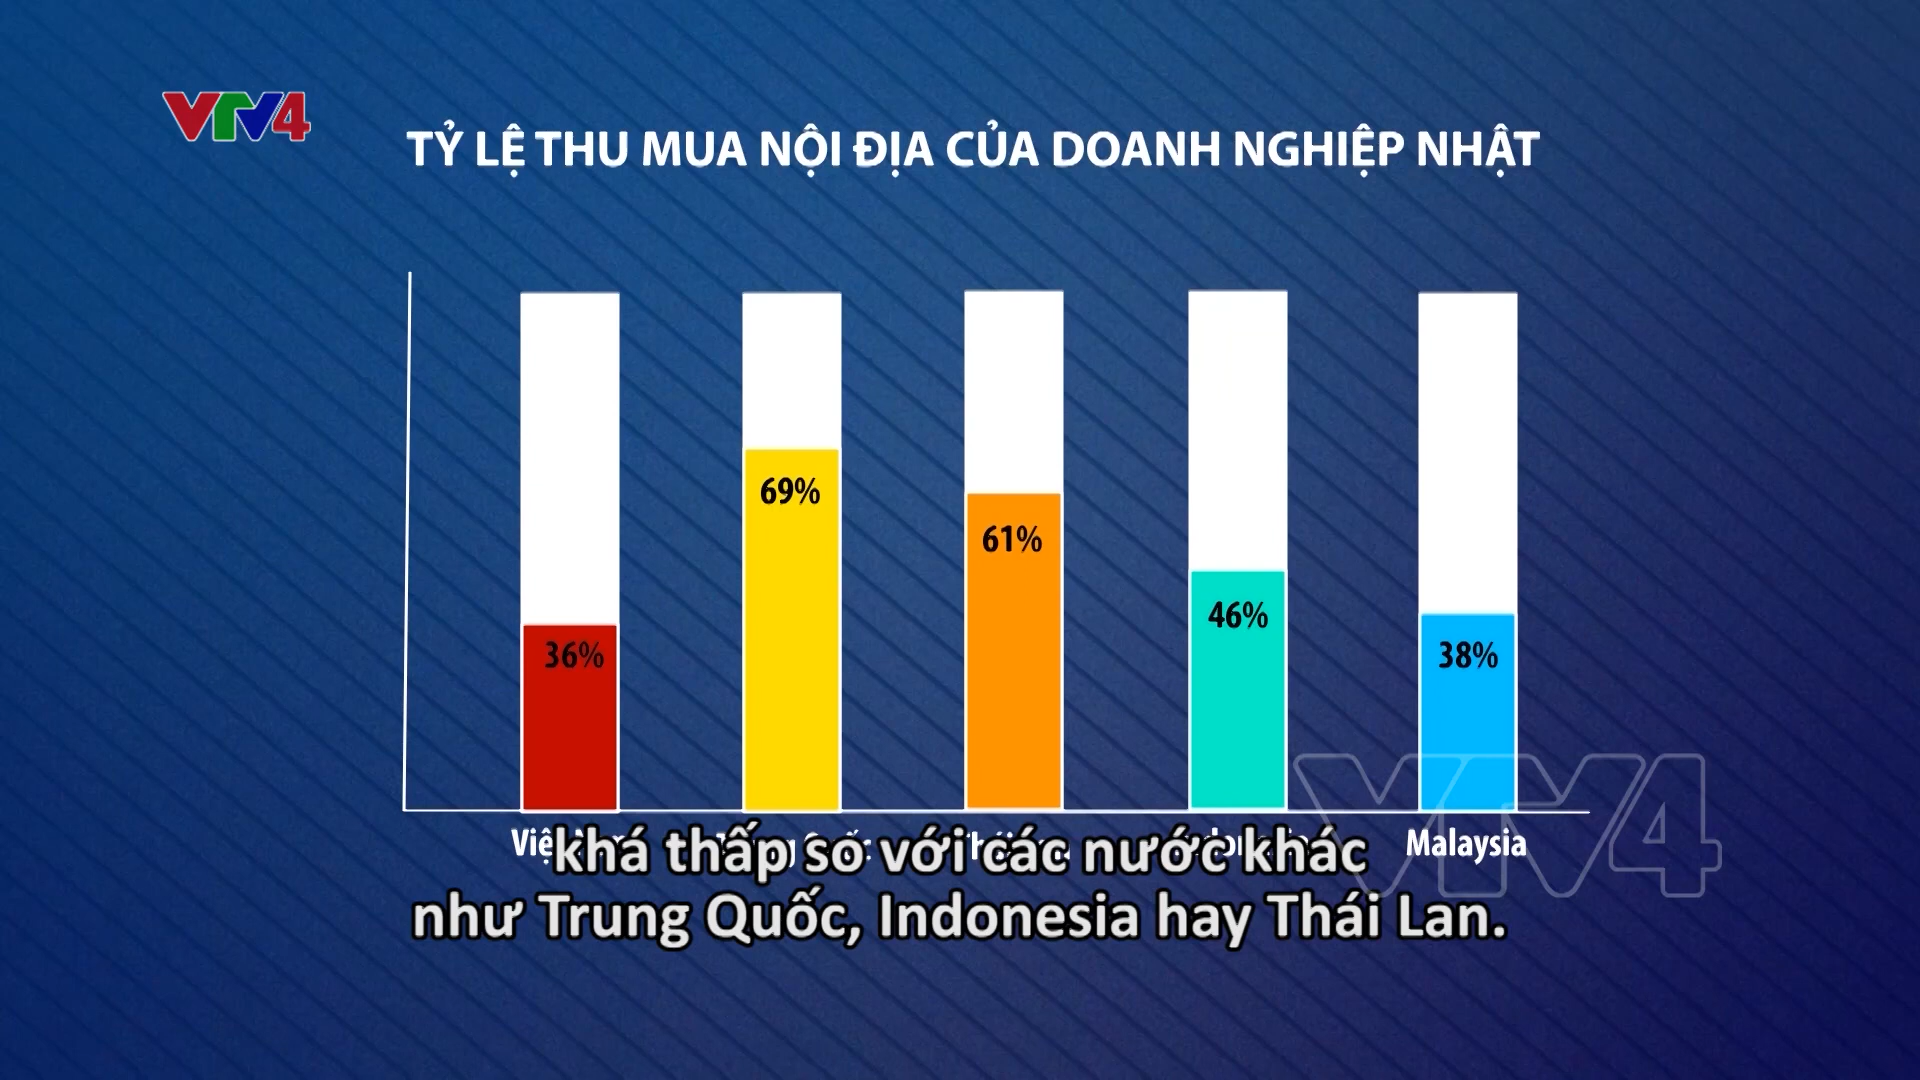 VTV4
TỶ LỆ THU MUA NỘI ĐỊA CỦA DOANH NGHIỆP NHẬT
69%
61%
46%
36%
38%
Malaysia
VTV4
khá thấp so với các nước khác
như Trung Quốc, Indonesia hay Thái Lan.